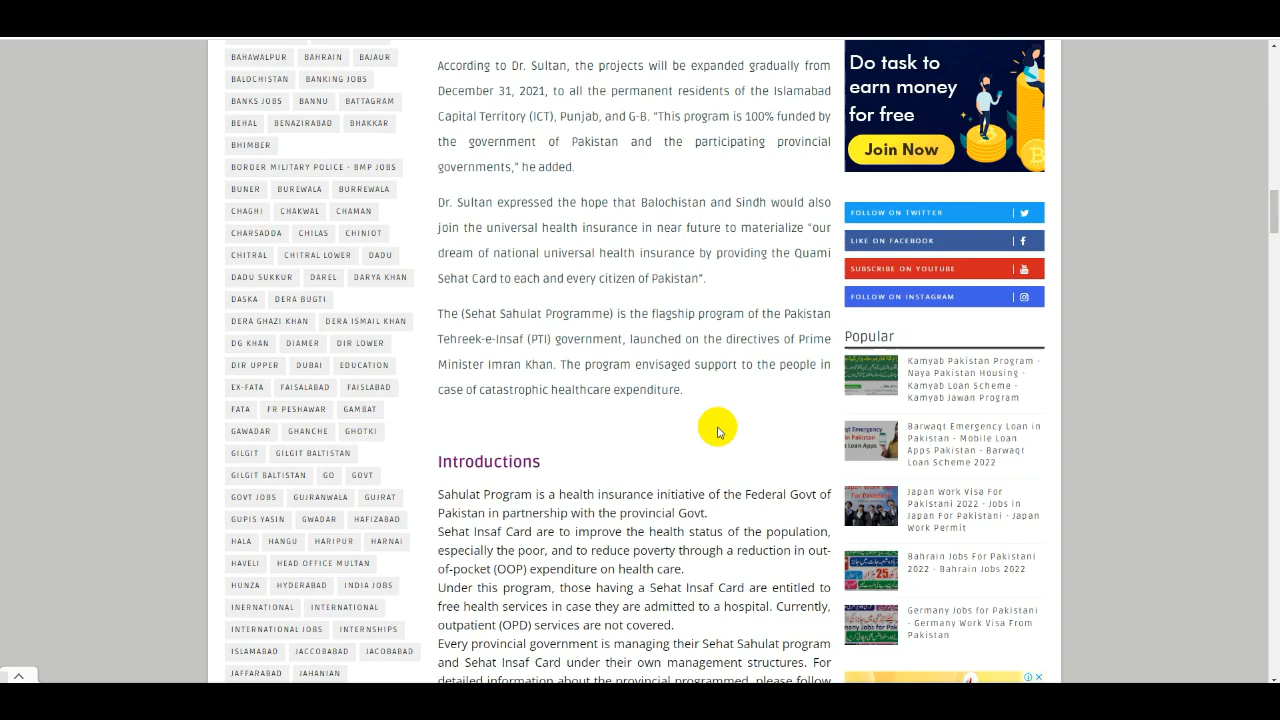 BAHAWALPUR BAHRAIN BAJAUR
BALOCHISTAN BANKING JOBS
BANKS JOBS BANNU BATTAGRAM
BEHAL BENAZIRABAD BHAKKAR
BHIMBER
BORDER MILITARY POLICE - BMP JOBS
BUNER BUREWALA BURREWALA
CHAGHI CHAKWAL CHAMAN
CHARSADDA CHILAS CHINIOT
CHITRAL CHITRAL LOWER DADU
DADU SUKKUR DAREL DARYA KHAN
DASKA DERA BUGTI
DERA GHAZI KHAN DERA ISMAIL KHAN
DG KHAN DIAMER DIR LOWER
DIR UPPER DUBAI EDUCATION
EX-FATA FAISALABAD FAISLABAD
FATA FR PESHAWAR GAMBAT
GAWADAR GHANCHE GHOTKI
GILGIT GILGIT BALTISTAN
GILGIT BALTISTAN GO GOVT
GOVT JOBS GUJRANWALA GUJRAT
GUPIS YASIN GWADAR HAFIZABAD
HALA HANGU HARIPUR HARNAI
HAVELI HEAD OFFICE MULTAN
HUNZA HYDERABAD INDIA JOBS
INERNATIONAL INTERNATIONAL
INTERNATIONAL JOBS INTERNSHIPS
ISLAMABAD JACCOBABAD JACOBABAD
JAFFARABAD JAHANIAN
According to Dr. Sultan, the projects will be expanded gradually from
December 31, 2021, to all the permanent residents of the Islamabad
Capital Territory (ICT), Punjab, and G-B. "This program is 100% funded by
the government of Pakistan and the participating provincial
governments," he added.
Dr. Sultan expressed the hope that Balochistan and Sindh would also
join the universal health insurance in near future to materialize "our
dream of national universal health insurance by providing the Quami
Sehat Card to each and every citizen of Pakistan".
The (Sehat Sahulat Programme) is the flagship program of the Pakistan
Tehreek-e-Insaf (PTI) government, launched on the directives of Prime
Minister Imran Khan. The program envisaged support to the people in
case of catastrophic healthcare expenditure.
Introductions
Sahulat Program is a health insurance initiative of the Federal Govt of
Pakistan in partnership with the provincial Govt.
Sehat Insaf Card are to improve the health status of the population,
especially the poor, and to reduce poverty through a reduction in out-
of-pocket (OOP) expenditure on health care.
Under this program, those having a Sehat Insaf Card are entitled to
free health services in case they are admitted to a hospital. Currently,
outpatient (OPD) services are not covered.
Every provincial government is managing their Sehat Sahulat program
and Sehat Insaf Card under their own management structures. For
detailed information about the provincial programmed, please follow
Do task to
earn money
for free
Join Now
FOLLOW ON TWITTER
LIKE ON FACEBOOK
SUBSCRIBE ON YOUTUBE
FOLLOW ON INSTAGRAM
Popular
Kamyab Pakistan Program -
Naya Pakistan Housing -
Kamyab Loan Scheme -
Kamyab Jawan Program
Barwaqt Emergency Loan in
Pakistan - Mobile Loan
Apps Pakistan - Barwaqt
Loan Scheme 2022
Japan Work Visa For
Pakistani 2022 - Jobs in
Japan For Pakistani - Japan
Work Permit
Bahrain Jobs For Pakistani
2022 - Bahrain Jobs 2022
Germany Jobs for Pakistani
- Germany Work Visa From
Pakistan